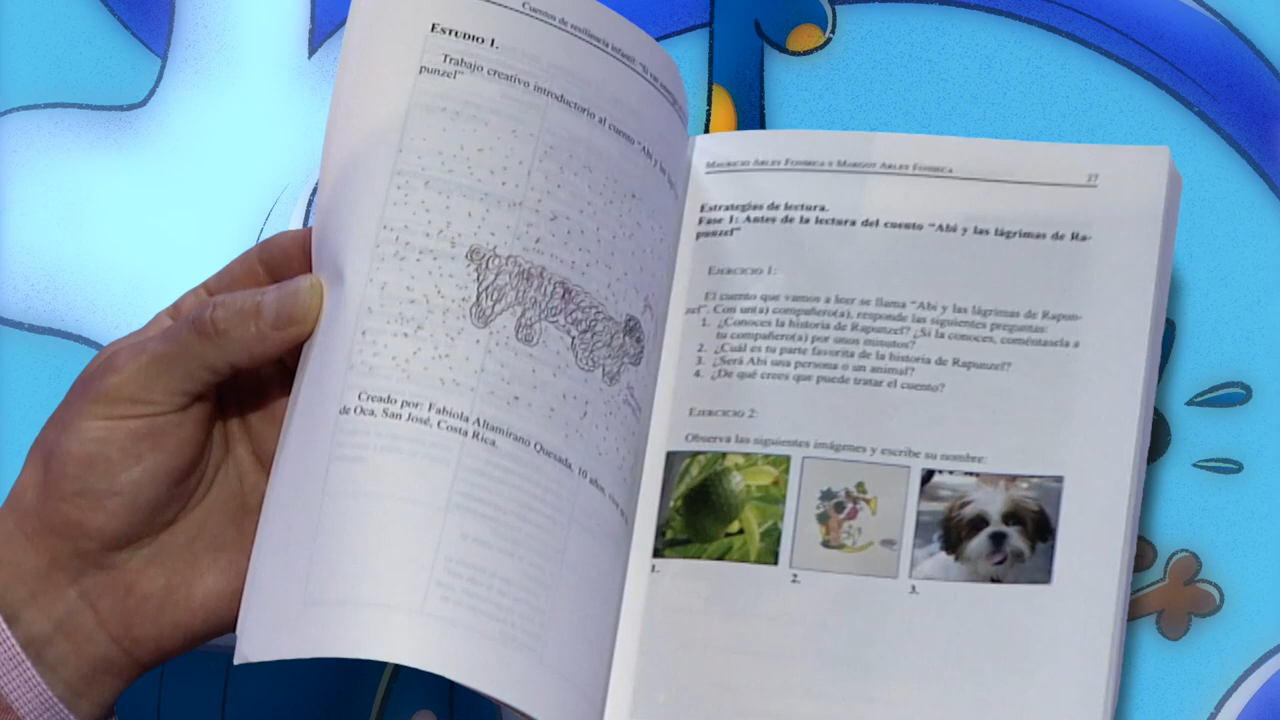 Cuentos de resiliencia infantil: "Si
ESTUDIO 1.
Trabajo creativo introductorio al cuento "Abi y las
punzel"
Creado por: Fabiola Altamirano Quesada, 10 años,
de Oca, San José, Costa Rica.
MAURICIO ARLEY FONSECA Y MARGOT ARLEY FONSECA
Estrategias de lectura.
Fase 1: Antes de la lectura del cuento "Abi y las lágrimas de Ra-
punzel"
EJERCICIO 1:
El cuento que vamos a leer se llama "Abi y las lágrimas de Rapun-
zel". Con un(a) compañero(a), responde las siguientes preguntas:
1. ¿Conoces la historia de Rapunzel? ¿Si la conoces, coméntasela a
tu compañero(a) por unos minutos?
2. ¿Cuál es tu parte favorita de la historia de Rapunzel?
3. ¿Será Abi una persona o un animal?
4. ¿De qué crees que puede tratar el cuento?
EJERCICIO 2:
Observa las siguientes imágenes y escribe su nombre:
1.
2.
3.